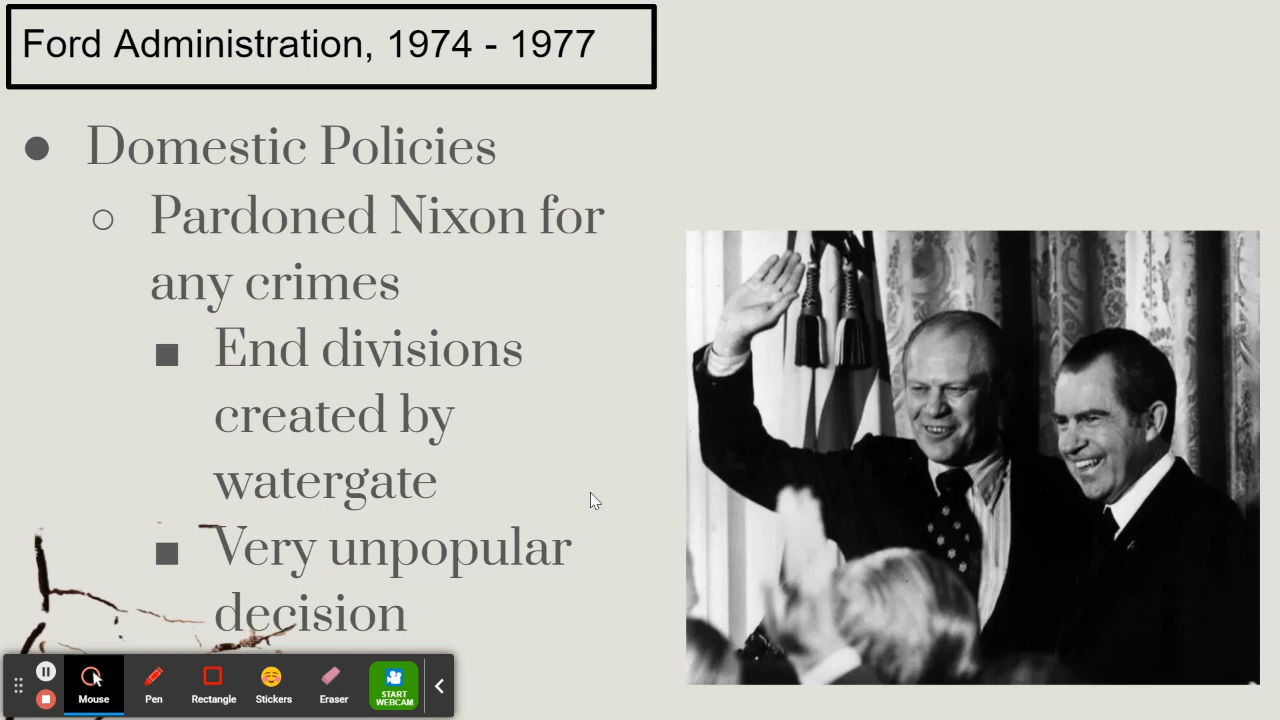 Ford Administration, 1974 - 1977
● Domestic Policies
○ Pardoned Nixon for
any crimes
■ End divisions
created by
watergate
■ Very unpopular
decision
Mouse
Pen
Rectangle
Stickers
Eraser
START
WEBCAM